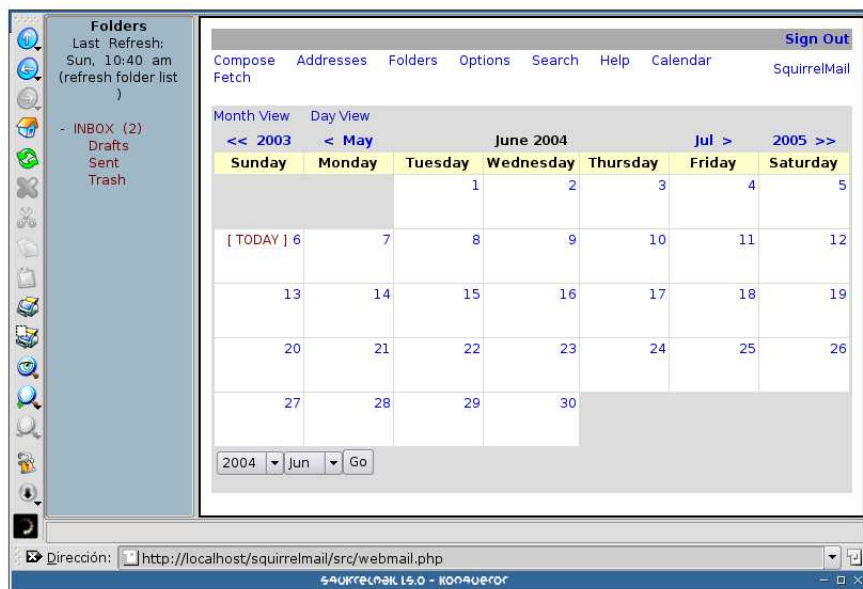 Folders
Last Refresh:
Sun, 10:40 am
(refresh folder list
)
- INBOX (2)
Drafts
Sent
Trash
Sign Out
Compose Addresses Folders Options Search Help Calendar
Fetch
SquirrelMail
Month View Day View
<< 2003 < May June 2004 Jul > 2005 >>
Sunday Monday Tuesday Wednesday Thursday Friday Saturday
1 2 3 4 5
[ TODAY ] 6 7 8 9 10 11 12
13 14 15 16 17 18 19
20 21 22 23 24 25 26
27 28 29 30
2004 Jun Go
Dirección: http://localhost/squirrelmail/src/webmail.php
SquirrelMail 1.5.0 - Konqueror